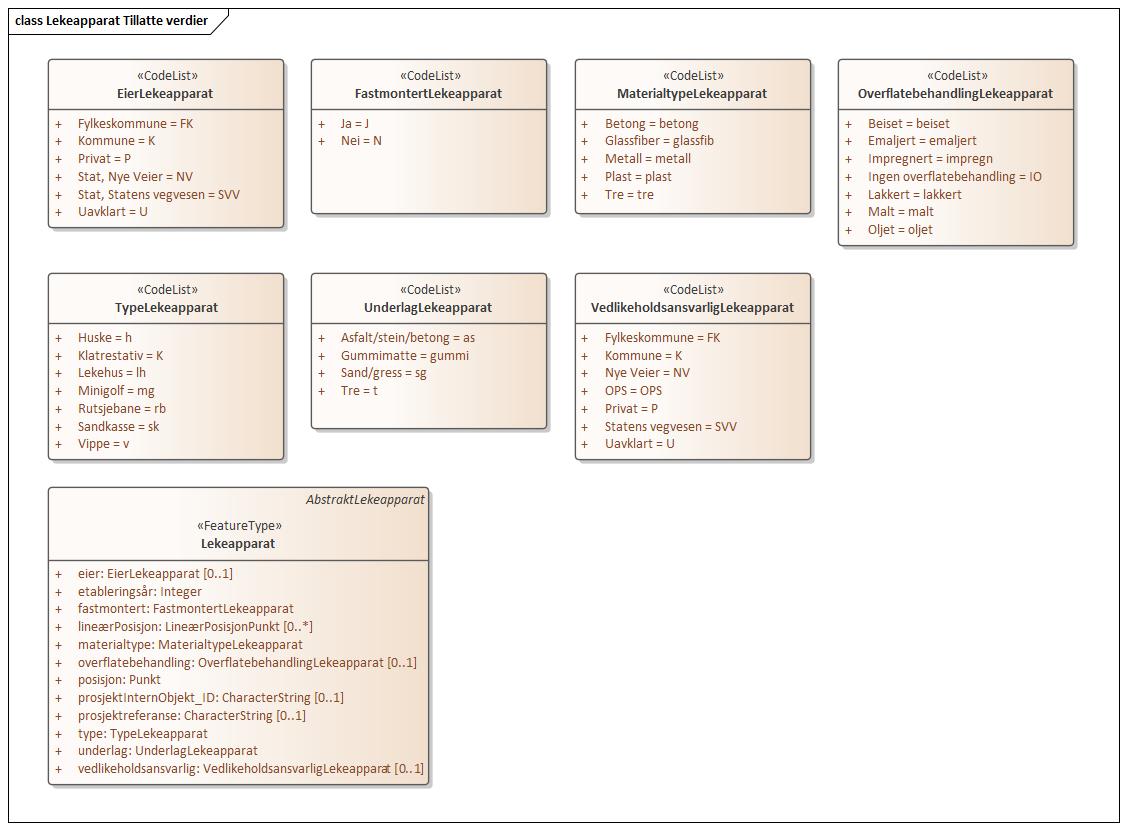 class Lekeapparat Tillatte verdier
«CodeList»
EierLekeapparat
+ Fylkeskommune = FK
+ Kommune = K
+ Privat = P
+ Stat, Nye Veier = NV
+ Stat, Statens vegvesen = SVV
+ Uavklart = U
«CodeList»
FastmontertLekeapparat
+ Ja = J
+ Nei = N
«CodeList»
MaterialtypeLekeapparat
+ Betong = betong
+ Glassfiber = glassfib
+ Metall = metall
+ Plast = plast
+ Tre = tre
«CodeList»
OverflatebehandlingLekeapparat
+ Beiset = beiset
+ Emaljert = emaljert
+ Impregnert = impregn
+ Ingen overflatebehandling = IO
+ Lakkert = lakkert
+ Malt = malt
+ Oljet = oljet
«CodeList»
TypeLekeapparat
+ Huske = h
+ Klatrestativ = K
+ Lekehus = lh
+ Minigolf = mg
+ Rutsjebane = rb
+ Sandkasse = sk
+ Vippe = v
«CodeList»
UnderlagLekeapparat
+ Asfalt/stein/betong = as
+ Gummimatte = gummi
+ Sand/gress = sg
+ Tre = t
«CodeList»
VedlikeholdsansvarligLekeapparat
+ Fylkeskommune = FK
+ Kommune = K
+ Nye Veier = NV
+ OPS = OPS
+ Privat = P
+ Statens vegvesen = SVV
+ Uavklart = U
AbstraktLekeapparat
«FeatureType»
Lekeapparat
+ eier: EierLekeapparat [0..1]
+ etableringsår: Integer
+ fastmontert: FastmontertLekeapparat
+ lineærPosisjon: LineærPosisjonPunkt [0..*]
+ materialtype: MaterialtypeLekeapparat
+ overflatebehandling: OverflatebehandlingLekeapparat [0..1]
+ posisjon: Punkt
+ prosjektInternObjekt_ID: CharacterString [0..1]
+ prosjektreferanse: CharacterString [0..1]
+ type: TypeLekeapparat
+ underlag: UnderlagLekeapparat
+ vedlikeholdsansvarlig: VedlikeholdsansvarligLekeapparat [0..1]